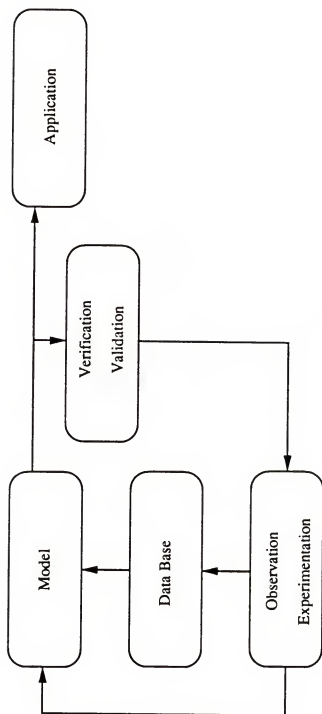 Model
Application
Verification
Validation
Data Base
Observation
Experimentation